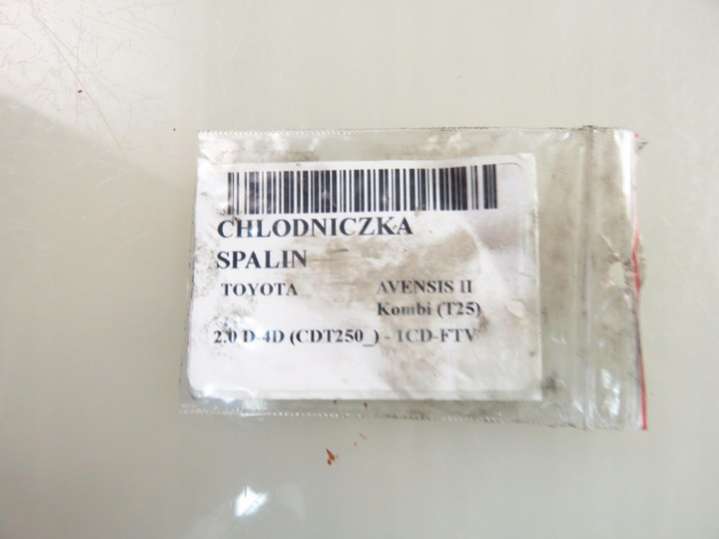 CHLODNICZKA
SPALIN
TOYOTA AVENSIS II
Kombi (T25)
2.0 D-4D (CDT250_) - 1CD-FTV